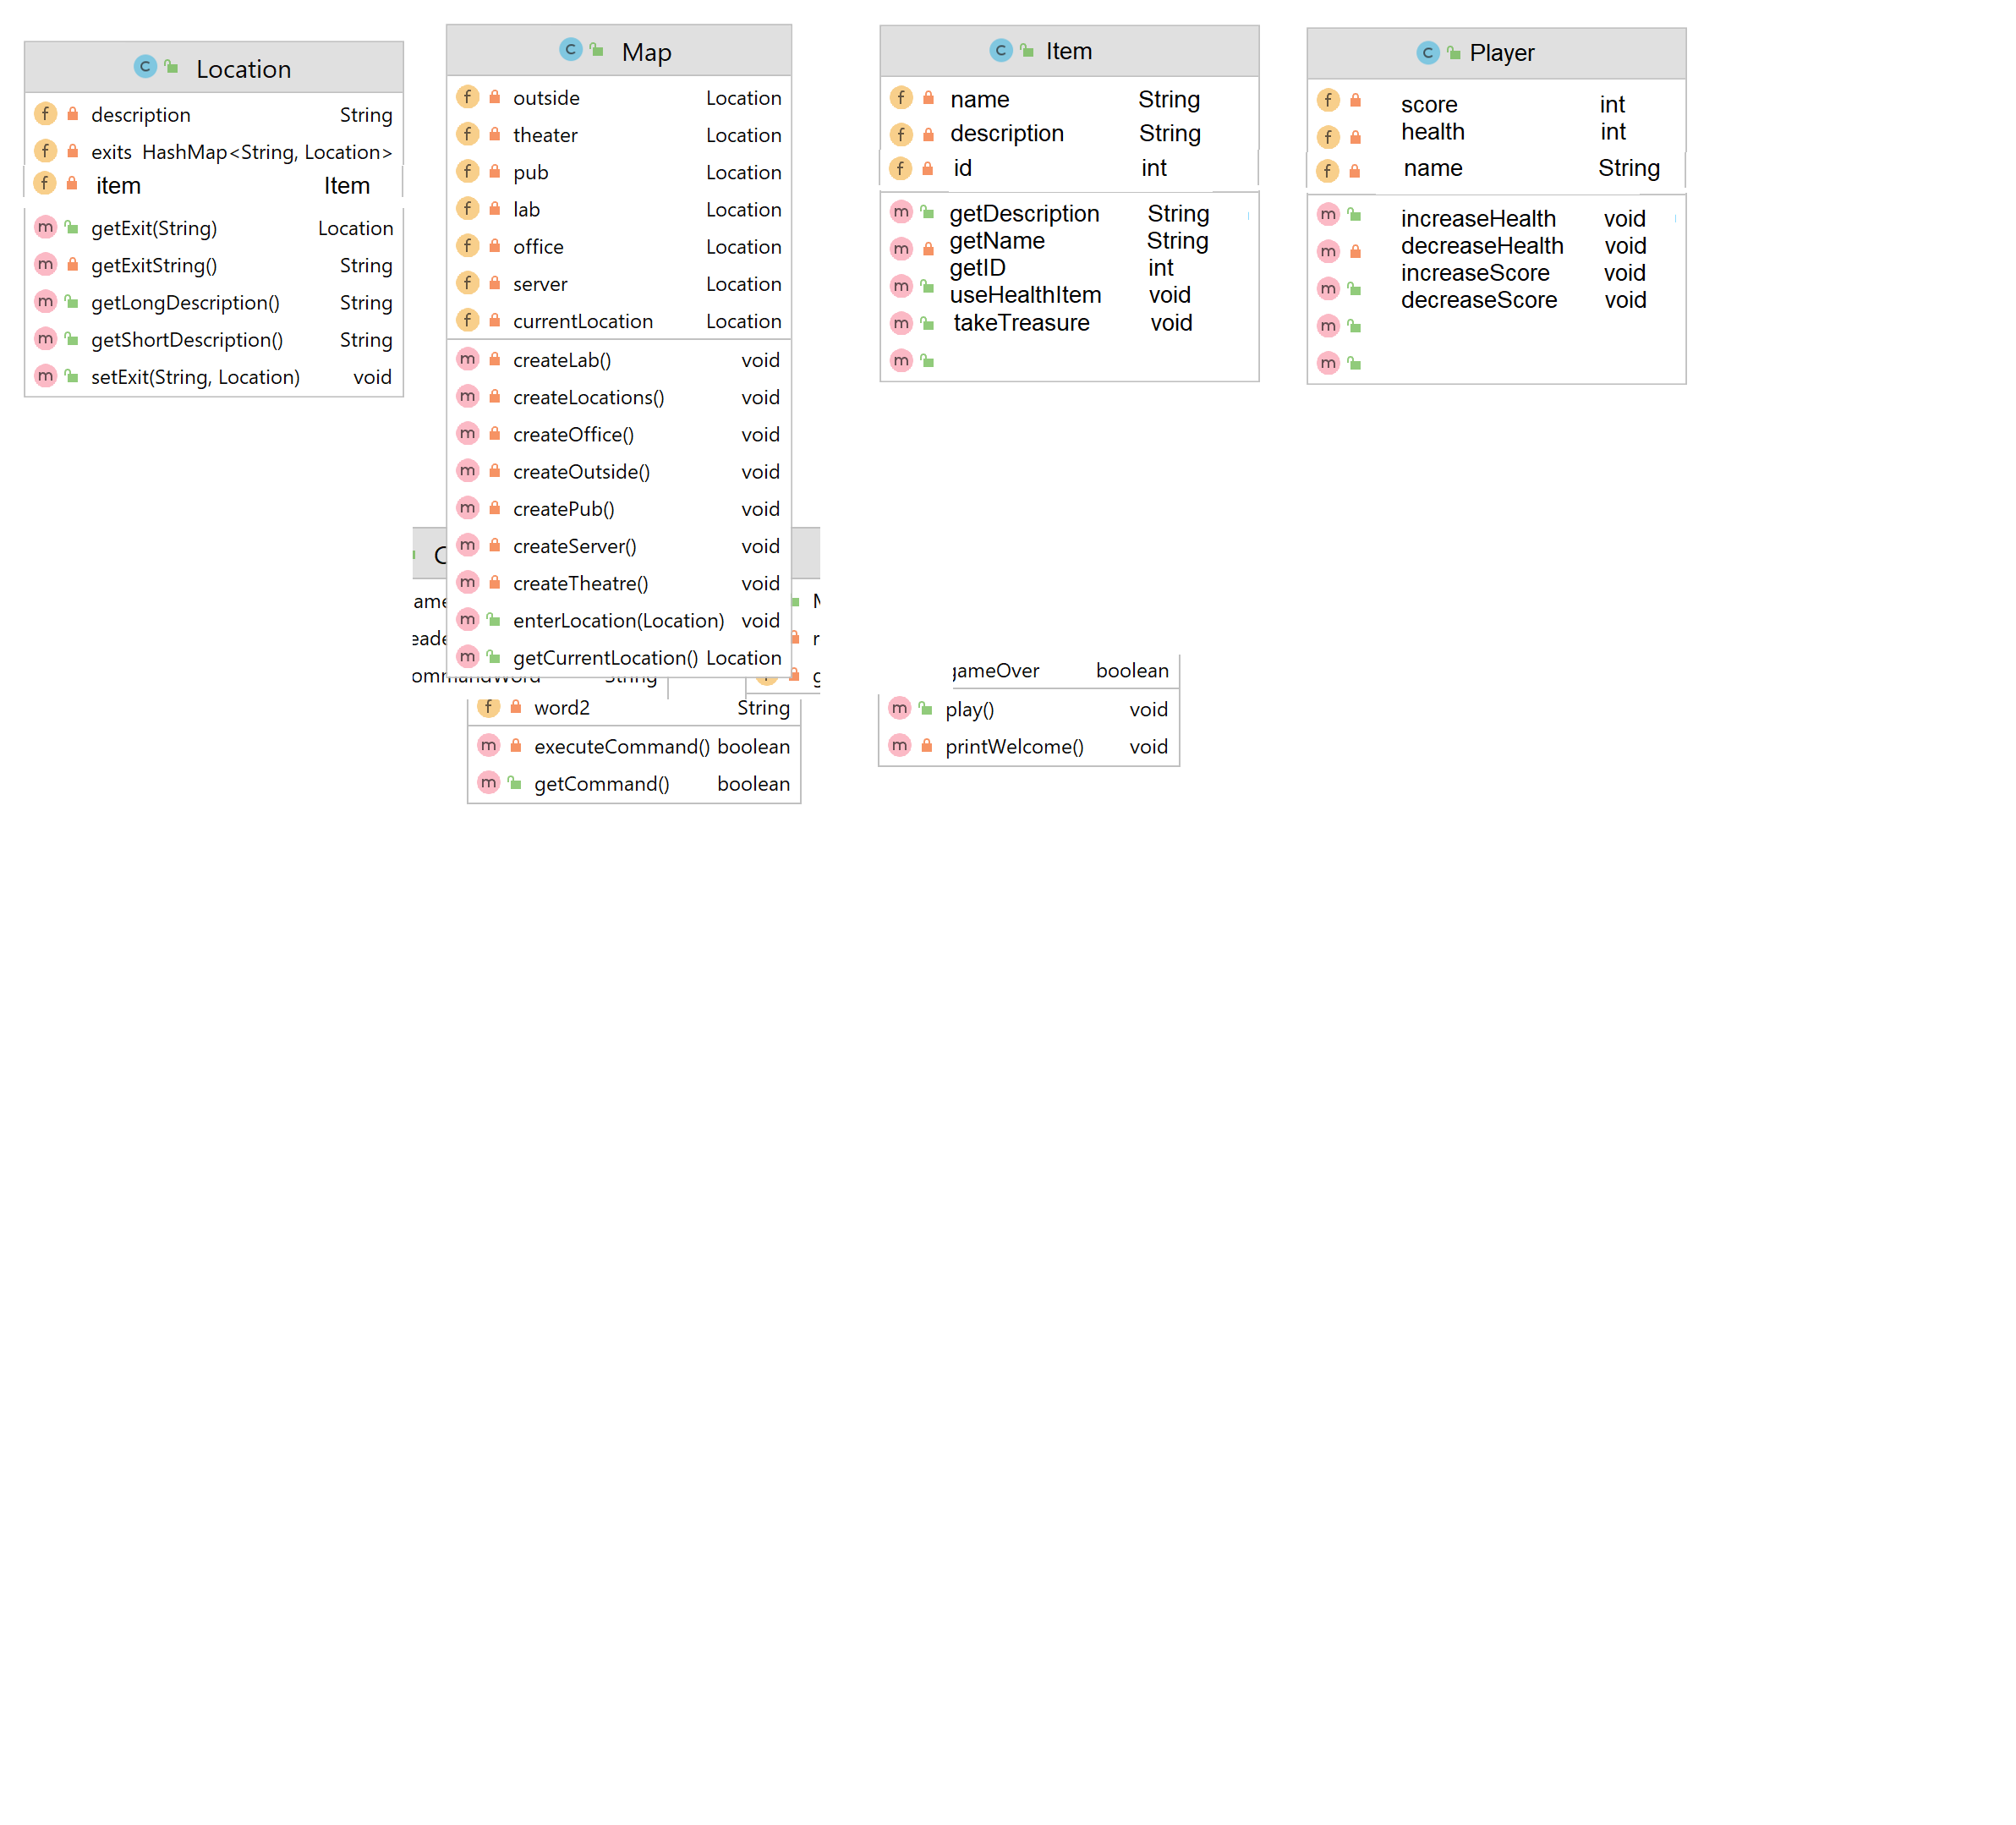 Location
description String
exits HashMap<String, Location>
item Item
getExit(String) Location
getExitString() String
getLongDescription() String
getShortDescription() String
setExit(String, Location) void
Map
outside Location
theater Location
pub Location
lab Location
office Location
server Location
currentLocation Location
createLab() void
createLocations() void
createOffice() void
createOutside() void
createPub() void
createServer() void
createTheatre() void
enterLocation(Location) void
getCurrentLocation() Location
word2 String
executeCommand() boolean
getCommand() boolean
Item
name String
description String
id int
getDescription String
getName String
getID int
useHealthItem void
takeTreasure void
gameOver boolean
play() void
printWelcome() void
Player
score int
health int
name String
increaseHealth void
decreaseHealth void
increaseScore void
decreaseScore void